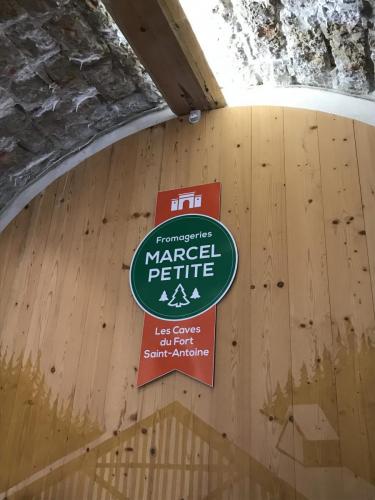 Fromageries
MARCEL
PETITE
Les Caves
du Fort
Saint-Antoine